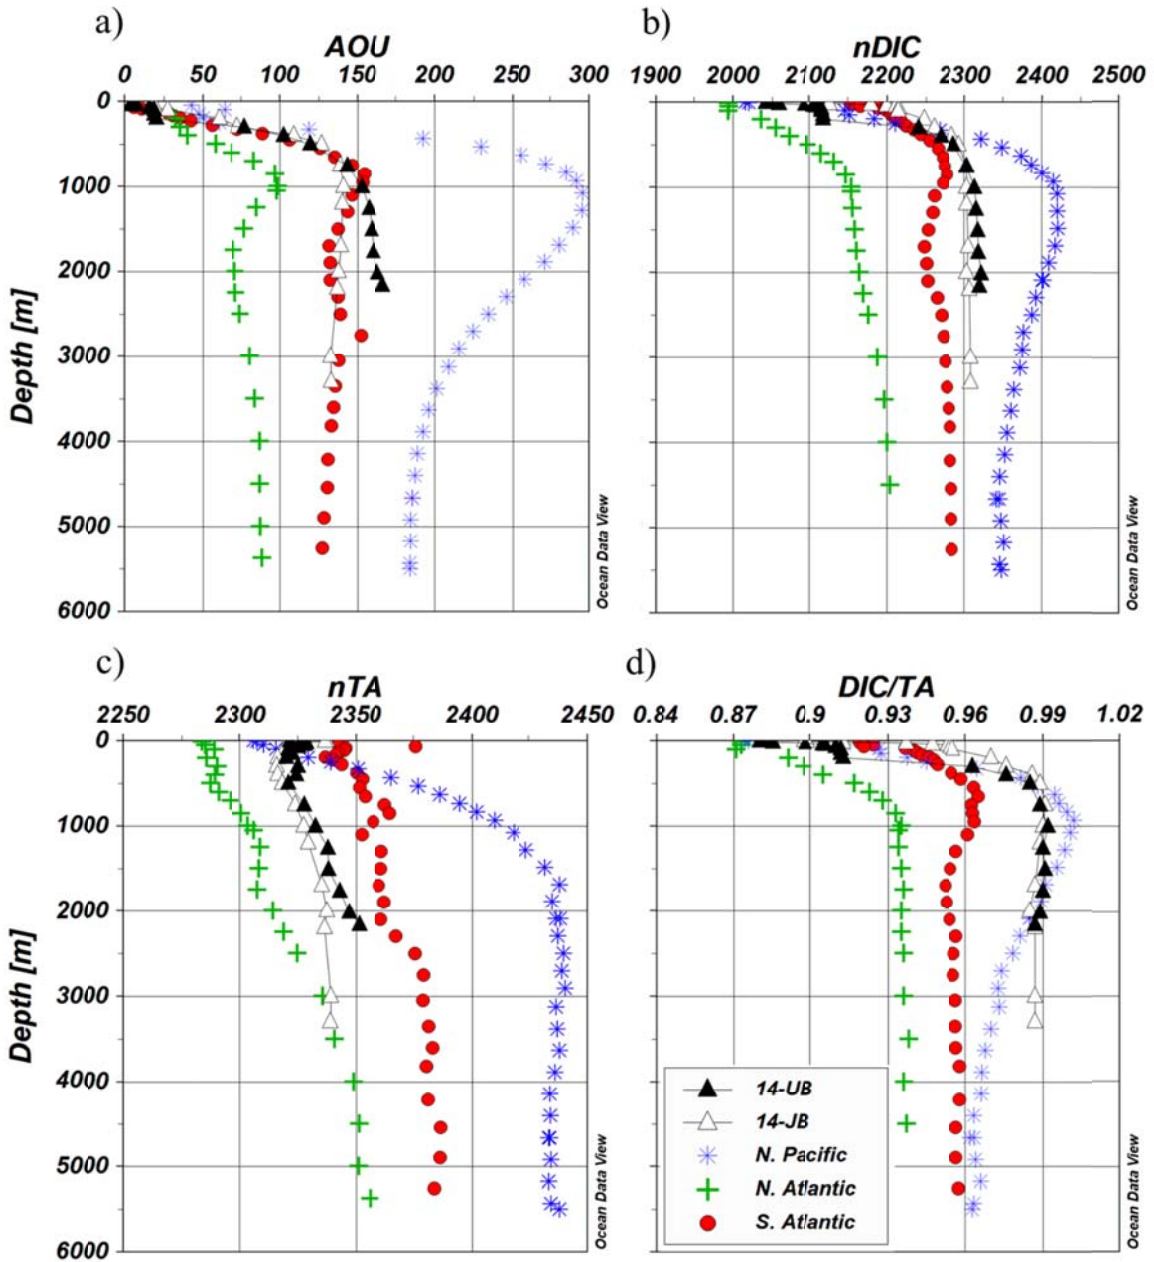 a)
AOU
0 50 100 150 200 250 300
0
1000
2000
3000
4000
5000
6000
Depth [m]
Ocean Data View
b)
nDIC
1900 2000 2100 2200 2300 2400 2500
Ocean Data View
c)
nTA
2250 2300 2350 2400 2450
0
1000
2000
3000
4000
5000
6000
Depth [m]
Ocean Data View
d)
DIC/TA
0.84 0.87 0.9 0.93 0.96 0.99 1.02
14-UB
14-JB
N. Pacific
N. Atlantic
S. Atlantic
Ocean Data View